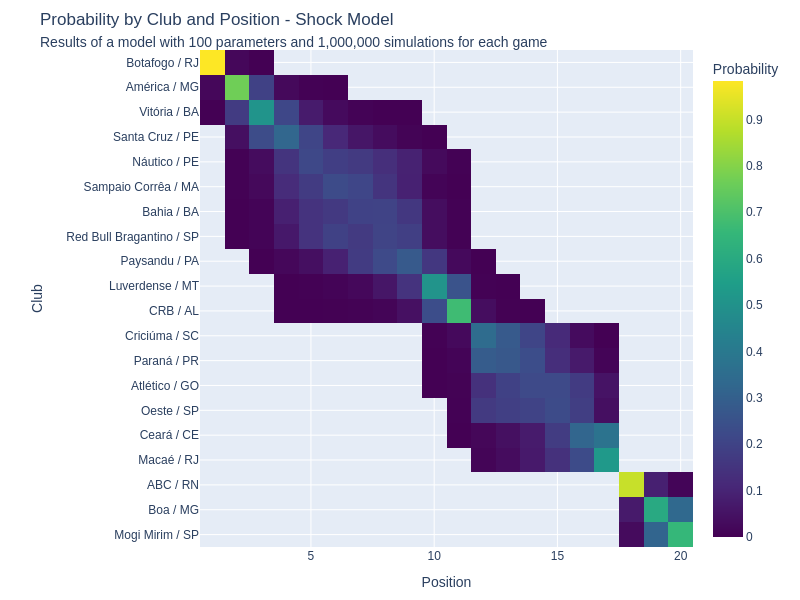 Probability by Club and Position - Shock Model
Results of a model with 100 parameters and 1,000,000 simulations for each game
Probability
Botafogo / RJ
América / MG
Vitória / BA
Santa Cruz / PE
Náutico / PE
Sampaio Corrêa / MA
Bahia / BA
Red Bull Bragantino / SP
Paysandu / PA
Luverdense / MT
CRB / AL
Criciúma / SC
Paraná / PR
Atlético / GO
Oeste / SP
Ceará / CE
Macaé / RJ
ABC / RN
Boa / MG
Mogi Mirim / SP
Club
5
10
15
20
Position
0.9
0.8
0.7
0.6
0.5
0.4
0.3
0.2
0.1
0